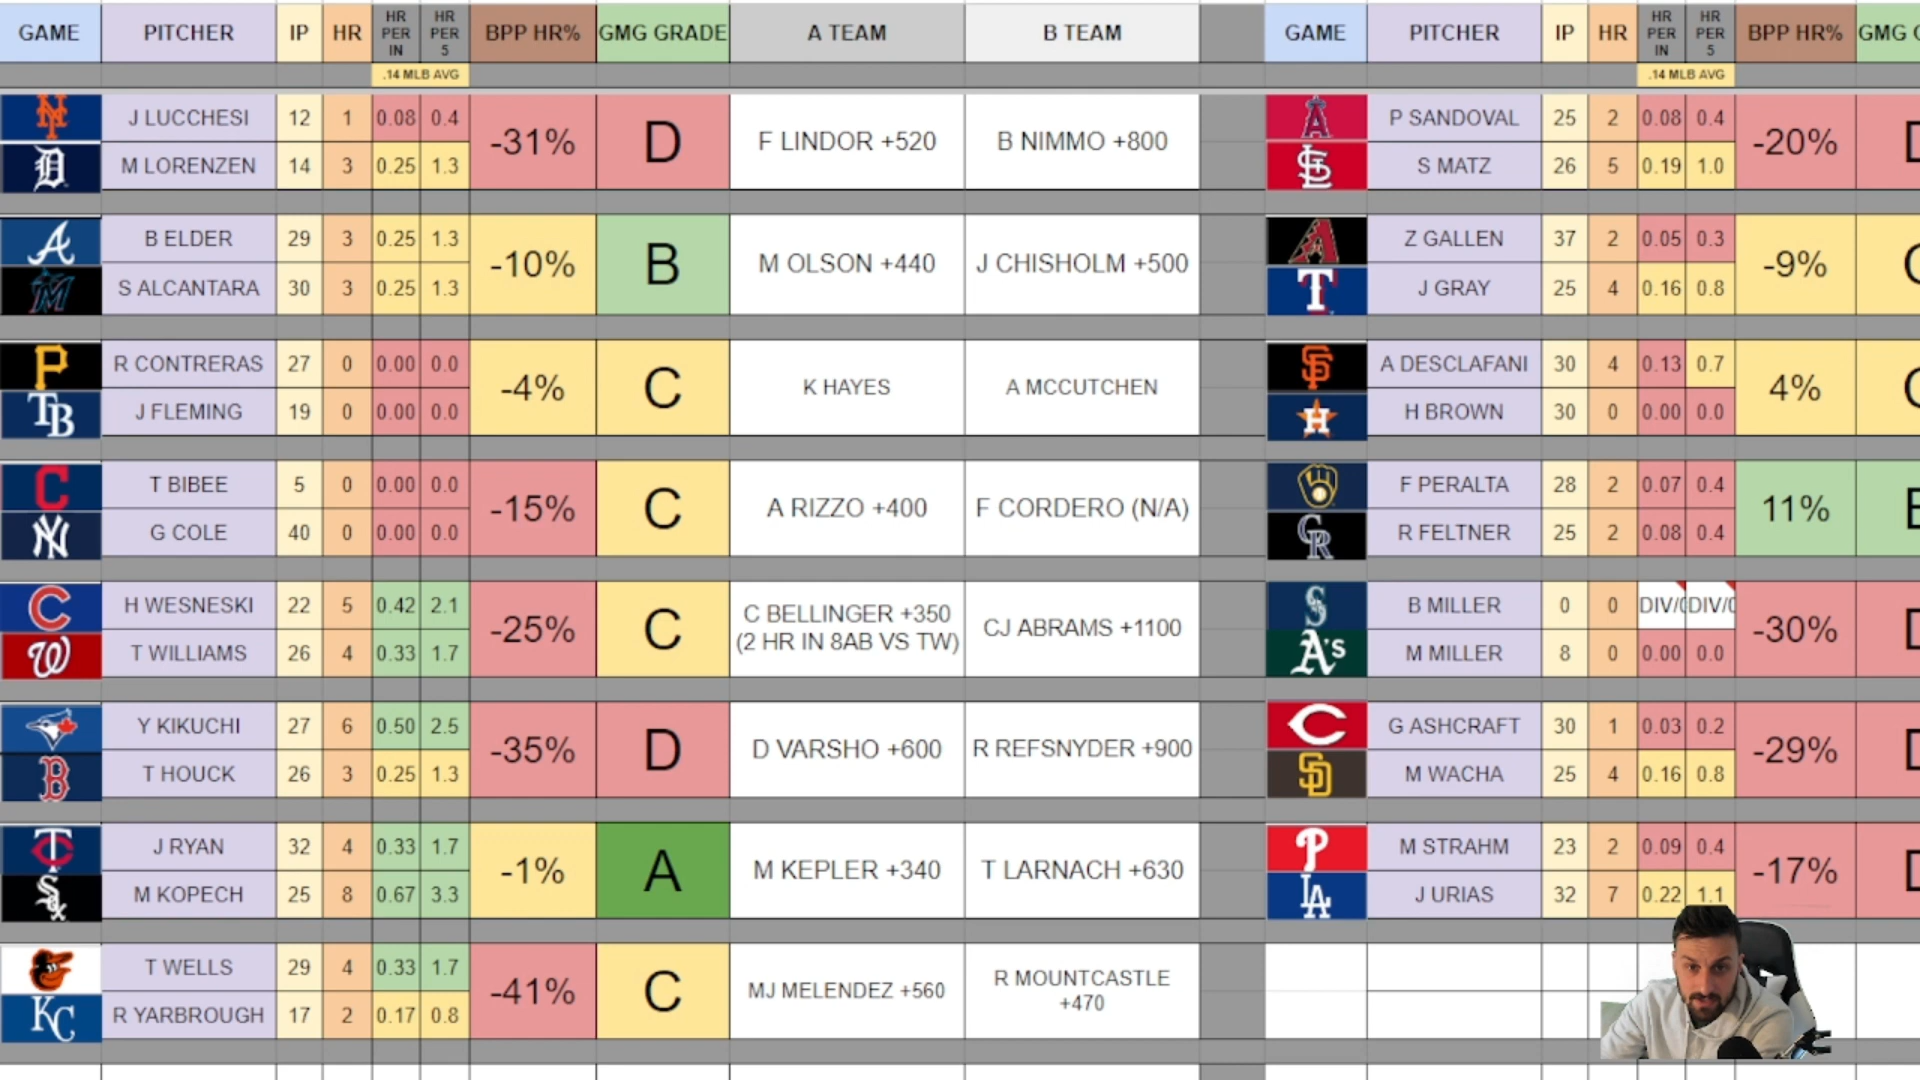 GAME PITCHER IP HR HR PER IN HR PER 5 BPP HR% GMG GRADE A TEAM B TEAM GAME PITCHER IP HR HR PER IN HR PER 5 BPP HR% GMG
.14 MLB AVG .14 MLB AVG
J LUCCHESI 12 1 0.08 0.4 -31% D F LINDOR +520 B NIMMO +800
M LORENZEN 14 3 0.25 1.3
B ELDER 29 3 0.25 1.3 -10% B M OLSON +440 J CHISHOLM +500
S ALCANTARA 30 3 0.25 1.3
R CONTRERAS 27 0 0.00 0.0 -4% C K HAYES A MCCUTCHEN
J FLEMING 19 0 0.00 0.0
T BIBEE 5 0 0.00 0.0 -15% C A RIZZO +400 F CORDERO (N/A)
G COLE 40 0 0.00 0.0
H WESNESKI 22 5 0.42 2.1 -25% C C BELLINGER +350 (2 HR IN 8AB VS TW) CJ ABRAMS +1100
T WILLIAMS 26 4 0.33 1.7
Y KIKUCHI 27 6 0.50 2.5 -35% D D VARSHO +600 R REFSNYDER +900
T HOUCK 26 3 0.25 1.3
J RYAN 32 4 0.33 1.7 -1% A M KEPLER +340 T LARNACH +630
M KOPECH 25 8 0.67 3.3
T WELLS 29 4 0.33 1.7 -41% C MJ MELENDEZ +560 R MOUNTCASTLE +470
R YARBROUGH 17 2 0.17 0.8
P SANDOVAL 25 2 0.08 0.4 -20%
S MATZ 26 5 0.19 1.0
Z GALLEN 37 2 0.05 0.3 -9%
J GRAY 25 4 0.16 0.8
A DESCLAFANI 30 4 0.13 0.7 4%
H BROWN 30 0 0.00 0.0
F PERALTA 28 2 0.07 0.4 11%
R FELTNER 25 2 0.08 0.4
B MILLER 0 0 DIV/0 DIV/0 -30%
M MILLER 8 0 0.00 0.0
G ASHCRAFT 30 1 0.03 0.2 -29%
M WACHA 25 4 0.16 0.8
M STRAHM 23 2 0.09 0.4 -17%
J URIAS 32 7 0.22 1.1